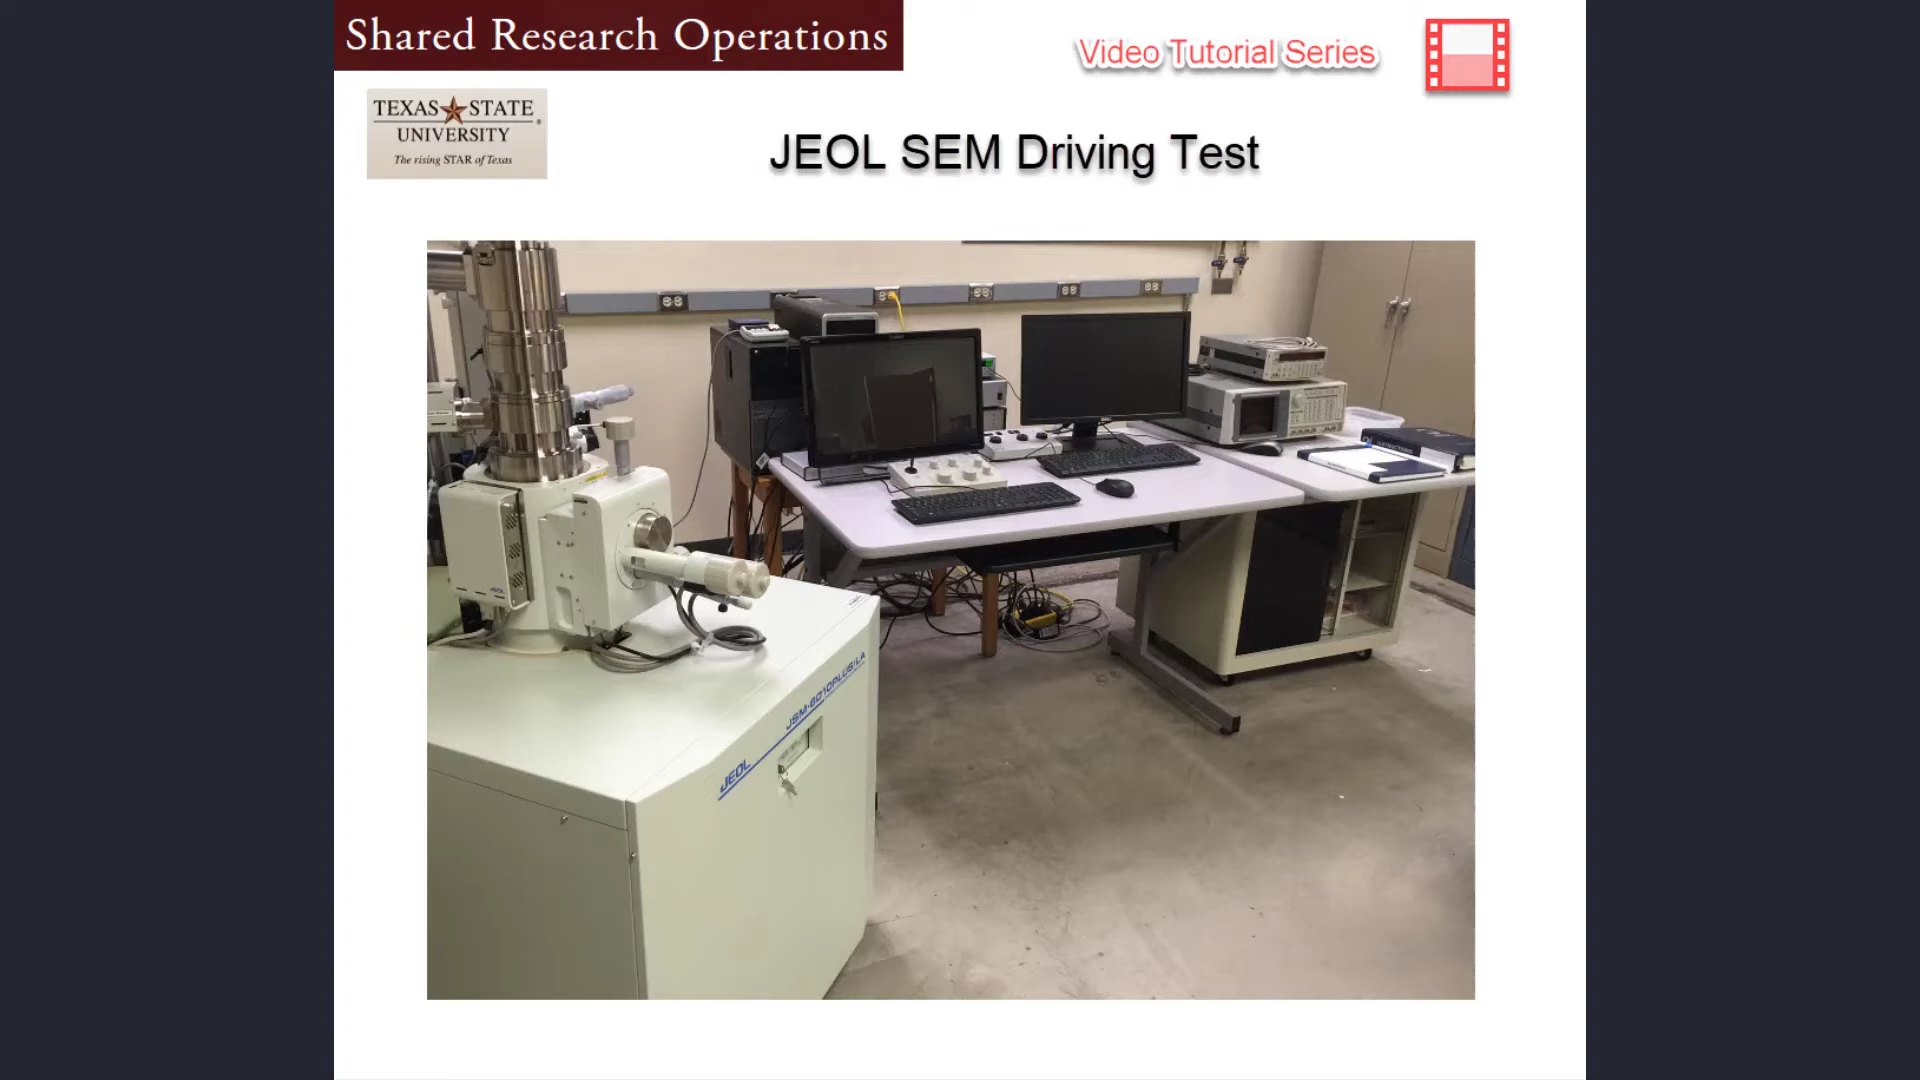 Shared Research Operations
Video Tutorial Series
TEXAS STATE
UNIVERSITY
The rising STAR of Texas
JEOL SEM Driving Test
JSM-6010PLUS/LA
JEOL